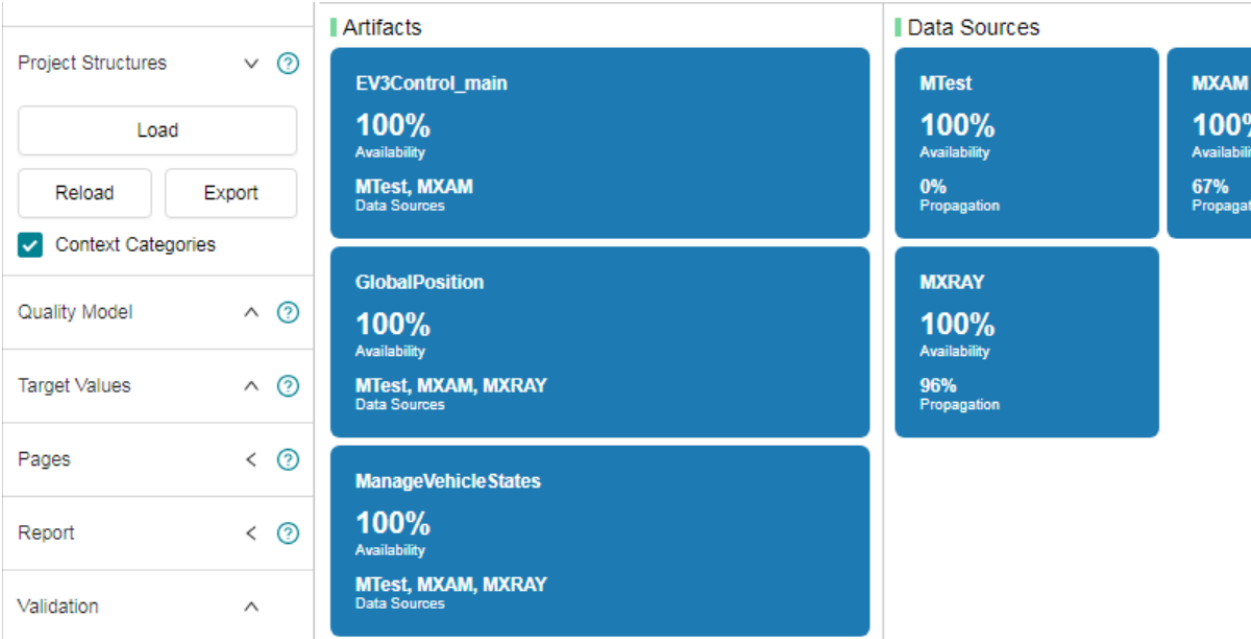 Project Structures
Load
Reload
Export
Context Categories
Quality Model
Target Values
Pages
Report
Validation
Artifacts
EV3Control_main
100%
Availability
MTest, MXAM
Data Sources
GlobalPosition
100%
Availability
MTest, MXAM, MXRAY
Data Sources
ManageVehicleStates
100%
Availability
MTest, MXAM, MXRAY
Data Sources
Data Sources
MTest
100%
Availability
0%
Propagation
MXAM
100%
Availabili
67%
Propagat
MXRAY
100%
Availability
96%
Propagation